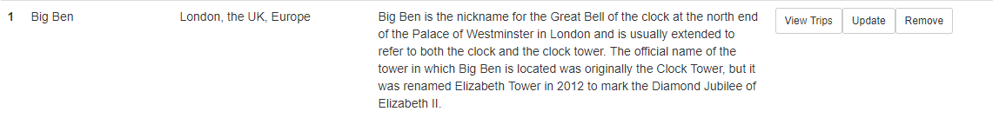 1 Big Ben London, the UK, Europe Big Ben is the nickname for the Great Bell of the clock at the north end View Trips Update Remove
of the Palace of Westminster in London and is usually extended to
refer to both the clock and the clock tower. The official name of the
tower in which Big Ben is located was originally the Clock Tower, but it
was renamed Elizabeth Tower in 2012 to mark the Diamond Jubilee of
Elizabeth II.